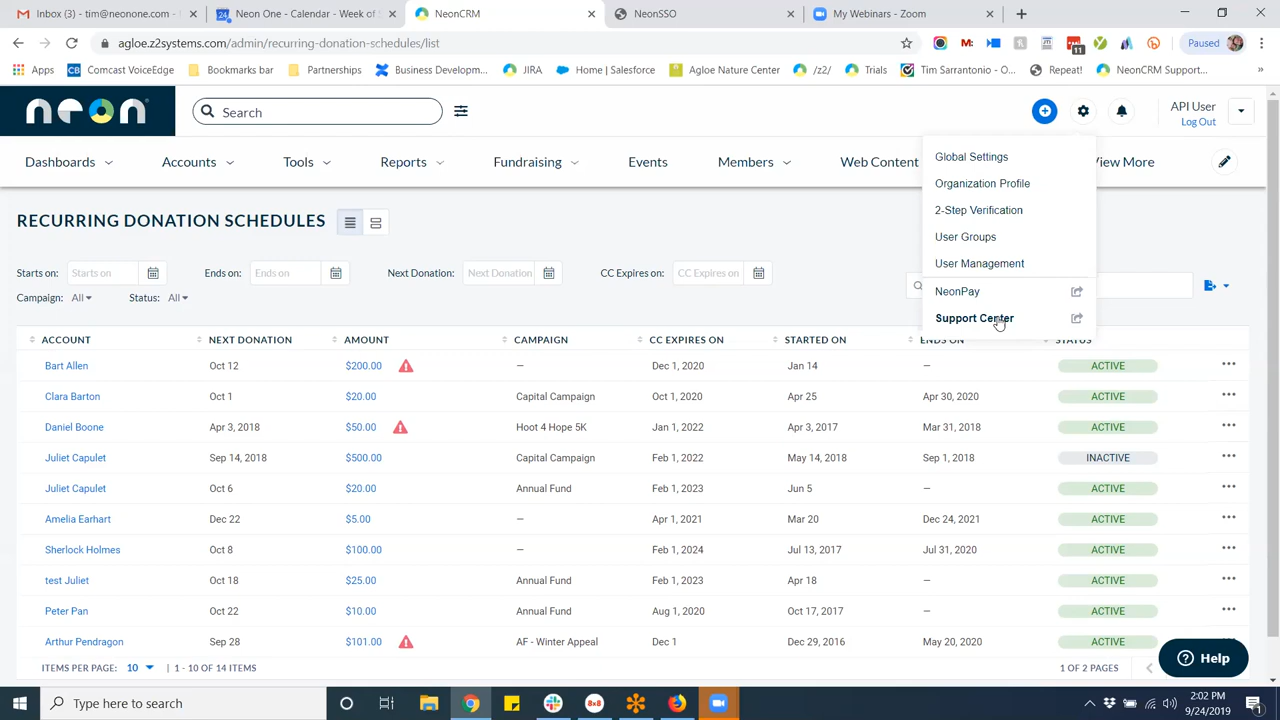 Inbox (3) - tim@neonone.com - N
Neon One - Calendar - Week of S
NeonCRM
NeonSSO
My Webinars - Zoom
agloe.z2systems.com/admin/recurring-donation-schedules/list
11
Paused
Apps
Comcast VoiceEdge
Bookmarks bar
Partnerships
Business Develop...
JIRA
Home | Salesforce
Agloe Nature Center
/z2/
Trials
Tim Sarrantonio - O...
Repeat!
NeonCRM Support...
»
neon
Search
API User
Log Out
Dashboards
Accounts
Tools
Reports
Fundraising
Events
Members
Web Content
View More
Global Settings
Organization Profile
2-Step Verification
User Groups
User Management
NeonPay
Support Center
RECURRING DONATION SCHEDULES
Starts on: Starts on
Ends on: Ends on
Next Donation: Next Donation
CC Expires on: CC Expires on
Campaign: All
Status: All
ACCOUNT NEXT DONATION AMOUNT CAMPAIGN CC EXPIRES ON STARTED ON ENDS ON STATUS
Bart Allen Oct 12 $200.00 — Dec 1, 2020 Jan 14 — ACTIVE
Clara Barton Oct 1 $20.00 Capital Campaign Oct 1, 2020 Apr 25 Apr 30, 2020 ACTIVE
Daniel Boone Apr 3, 2018 $50.00 Hoot 4 Hope 5K Jan 1, 2022 Apr 3, 2017 Mar 31, 2018 ACTIVE
Juliet Capulet Sep 14, 2018 $500.00 Capital Campaign Feb 1, 2022 May 14, 2018 Sep 1, 2018 INACTIVE
Juliet Capulet Oct 6 $20.00 Annual Fund Feb 1, 2023 Jun 5 — ACTIVE
Amelia Earhart Dec 22 $5.00 — Apr 1, 2021 Mar 20 Dec 24, 2021 ACTIVE
Sherlock Holmes Oct 8 $100.00 — Feb 1, 2024 Jul 13, 2017 Jul 31, 2020 ACTIVE
test Juliet Oct 18 $25.00 Annual Fund Feb 1, 2023 Apr 18 — ACTIVE
Peter Pan Oct 22 $10.00 Annual Fund Aug 1, 2020 Oct 17, 2017 — ACTIVE
Arthur Pendragon Sep 28 $101.00 AF - Winter Appeal Dec 1 Dec 29, 2016 May 20, 2020 ACTIVE
ITEMS PER PAGE: 10 | 1 - 10 OF 14 ITEMS
1 OF 2 PAGES
Help
Type here to search
8x8
2:02 PM
9/24/2019
1